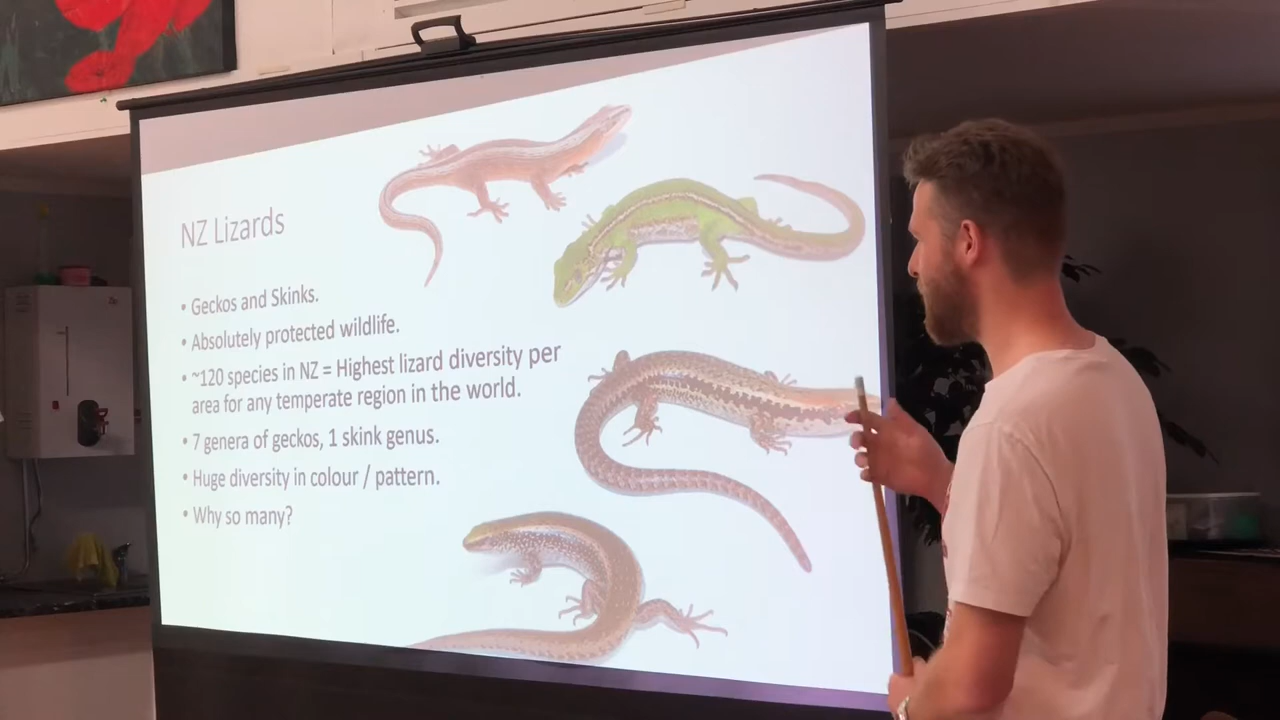 NZ Lizards
• Geckos and Skinks.
• Absolutely protected wildlife.
• ~120 species in NZ = Highest lizard diversity per
area for any temperate region in the world.
• 7 genera of geckos, 1 skink genus.
• Huge diversity in colour / pattern.
• Why so many?